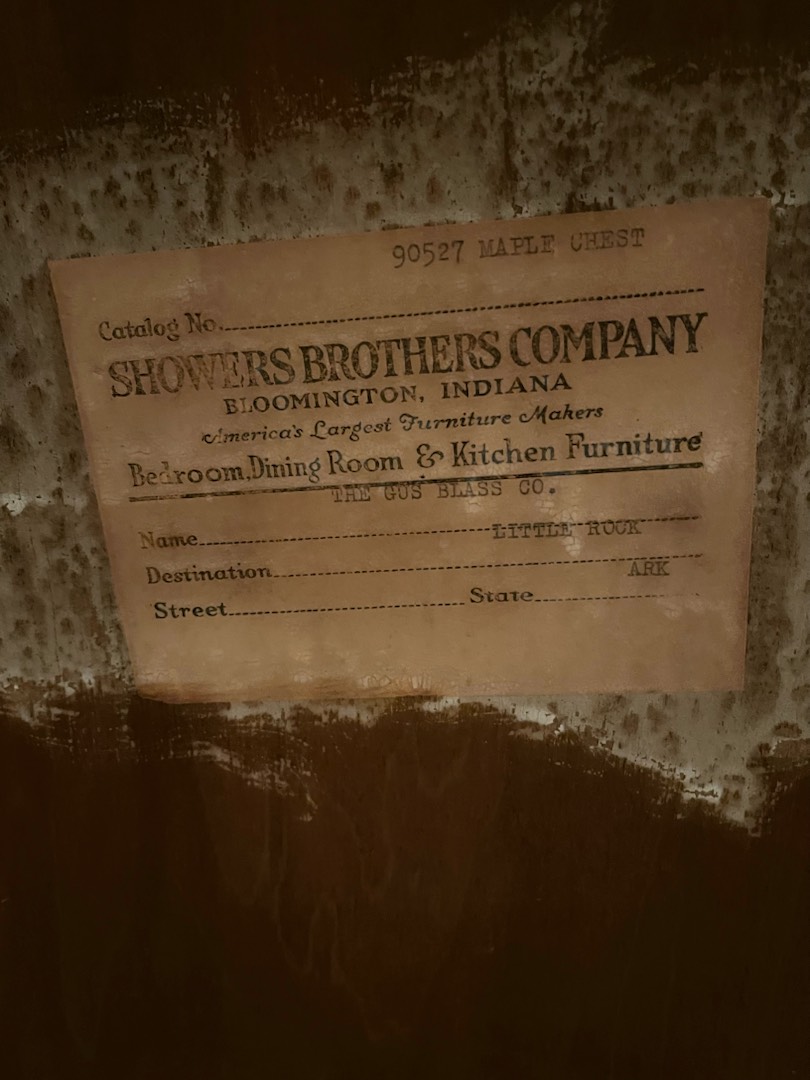 90527 MAPLE CHEST
Catalog No.
SHOWERS BROTHERS COMPANY
BLOOMINGTON, INDIANA
America's Largest Furniture Makers
Bedroom, Dining Room & Kitchen Furniture
THE GUS BLASS CO.
Name
LITTLE ROCK
Destination
ARK
Street State